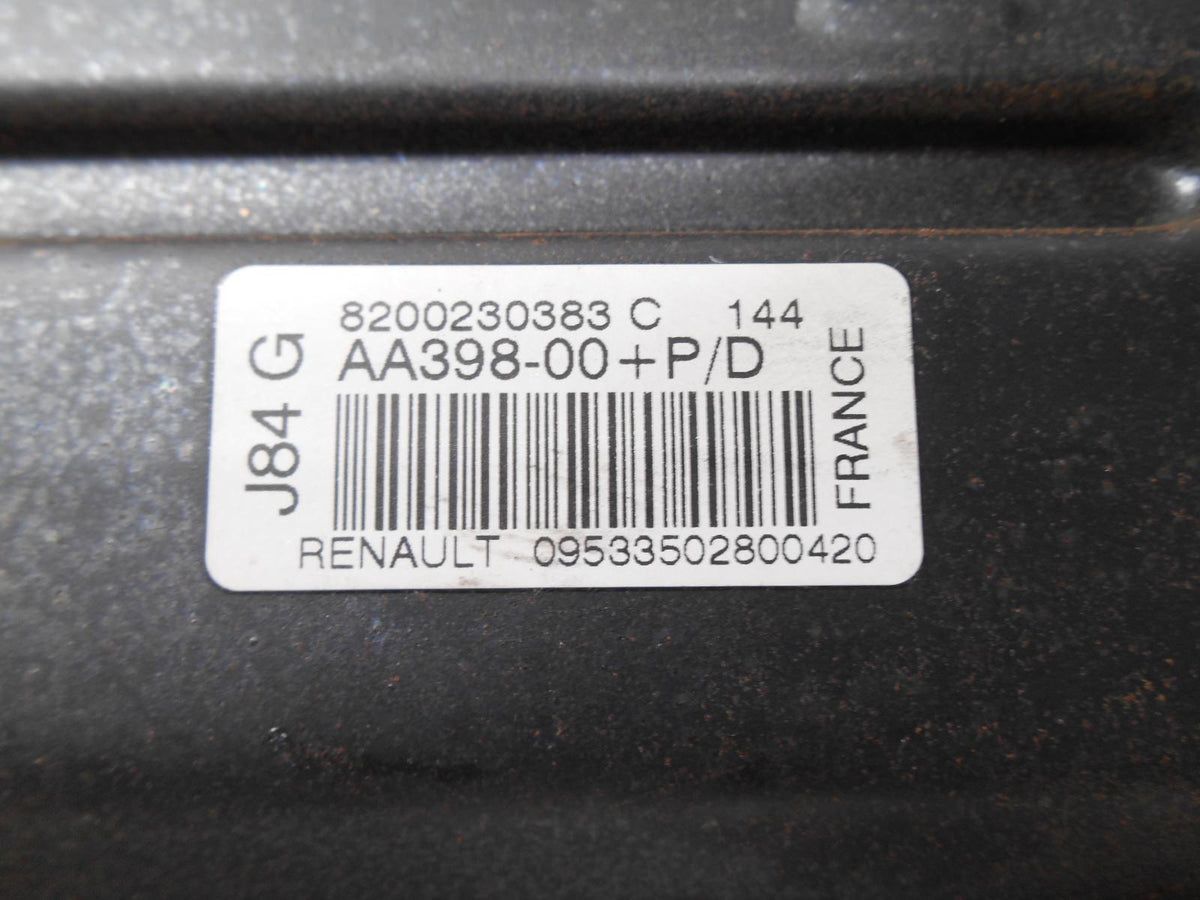 8200230383 C 144
AA398-00+P/D
J84 G
FRANCE
RENAULT 09533502800420